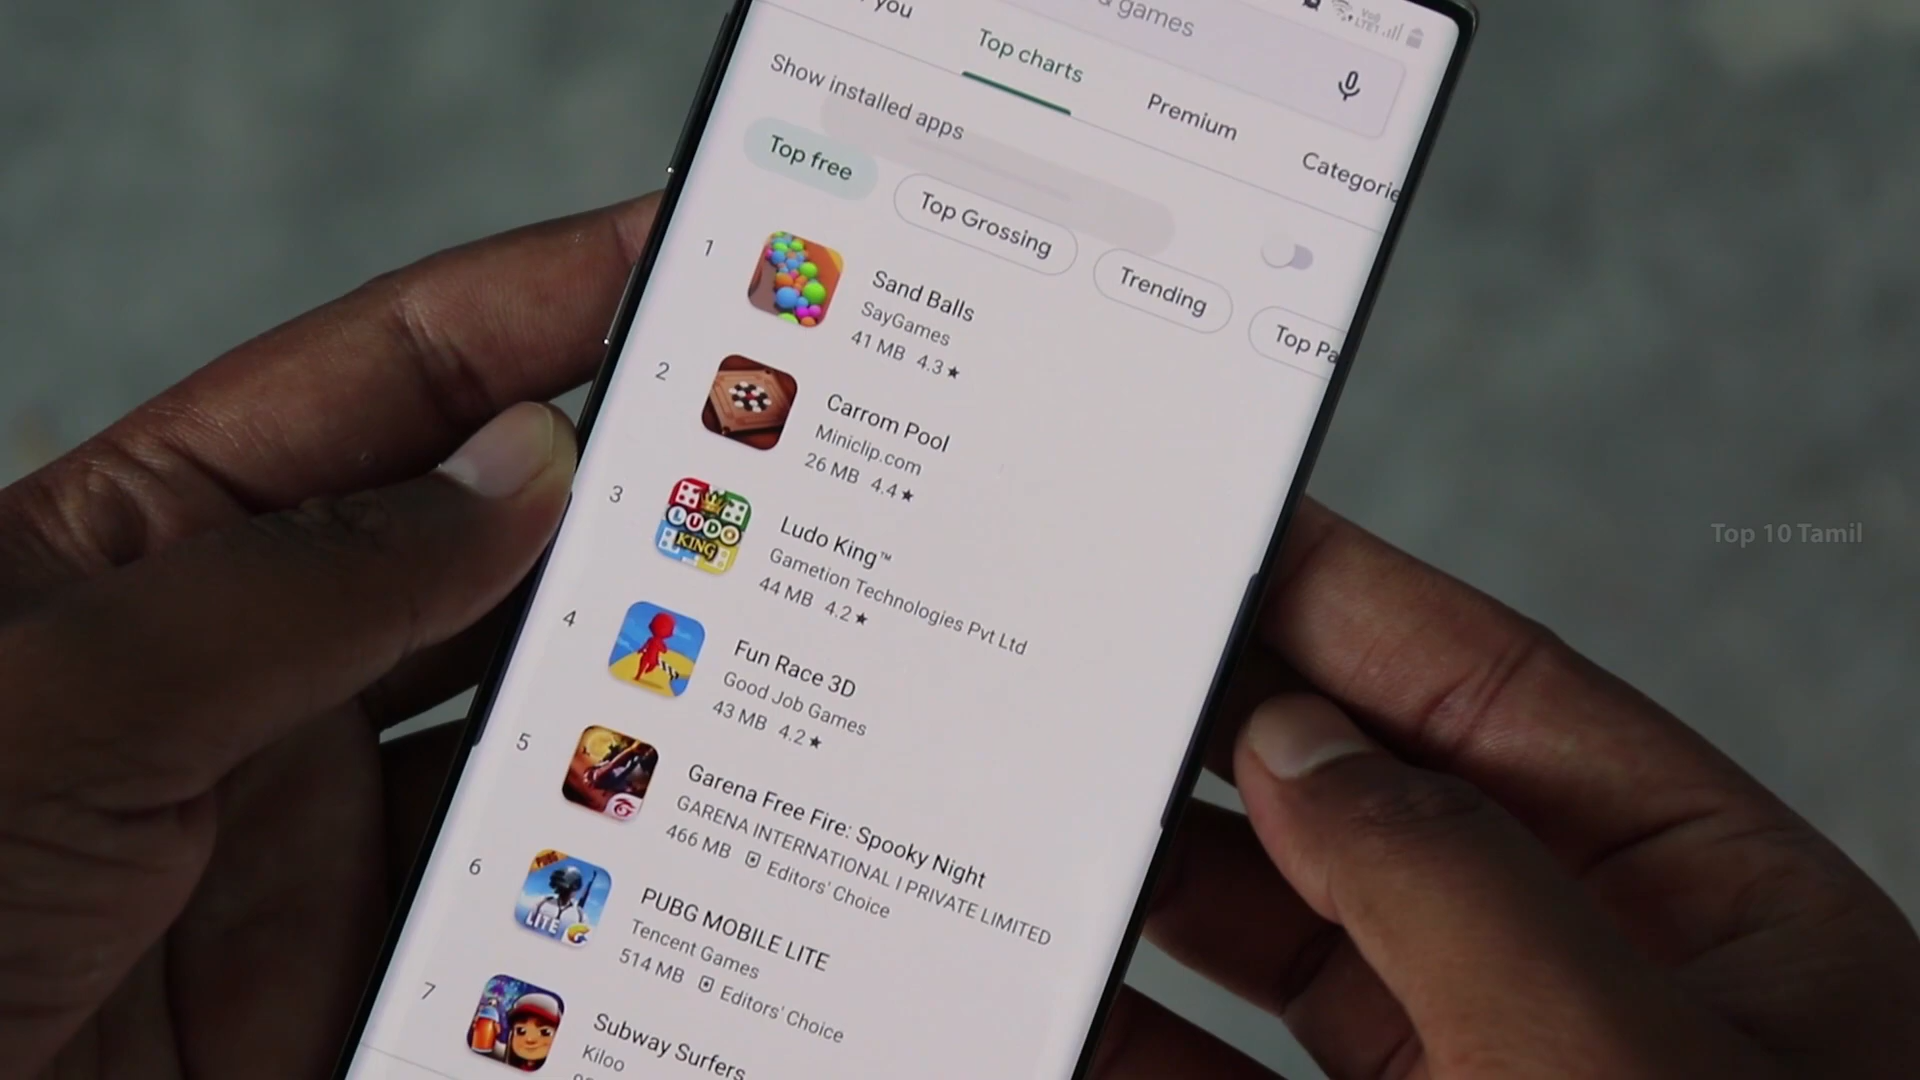 you
& games
Top charts
Premium
Categorie
Show installed apps
Top free
Top Grossing
Trending
Top Pa
1
Sand Balls
SayGames
41 MB 4.3 ★
2
Carrom Pool
Miniclip.com
26 MB 4.4 ★
3
LUDO
KING
Ludo King™
Gametion Technologies Pvt Ltd
44 MB 4.2 ★
4
Fun Race 3D
Good Job Games
43 MB 4.2 ★
5
Garena Free Fire: Spooky Night
GARENA INTERNATIONAL I PRIVATE LIMITED
466 MB Editors' Choice
6
PUBG
LITE
PUBG MOBILE LITE
Tencent Games
514 MB Editors' Choice
7
Subway Surfers
Kiloo
Top 10 Tamil